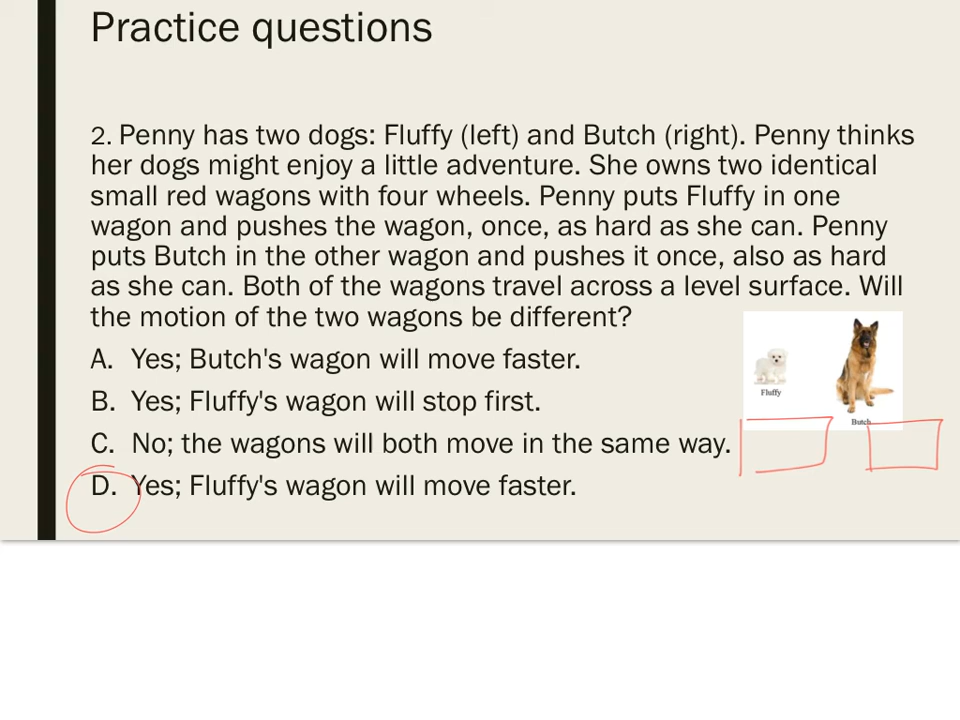 Practice questions
2. Penny has two dogs: Fluffy (left) and Butch (right). Penny thinks
her dogs might enjoy a little adventure. She owns two identical
small red wagons with four wheels. Penny puts Fluffy in one
wagon and pushes the wagon, once, as hard as she can. Penny
puts Butch in the other wagon and pushes it once, also as hard
as she can. Both of the wagons travel across a level surface. Will
the motion of the two wagons be different?
A. Yes; Butch's wagon will move faster.
B. Yes; Fluffy's wagon will stop first.
C. No; the wagons will both move in the same way.
D. Yes; Fluffy's wagon will move faster.
Fluffy
Butch